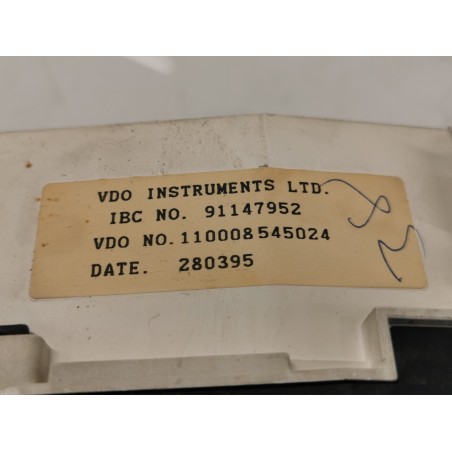 VDO INSTRUMENTS LTD.
IBC NO. 91147952
VDO NO.110008545024
DATE. 280395